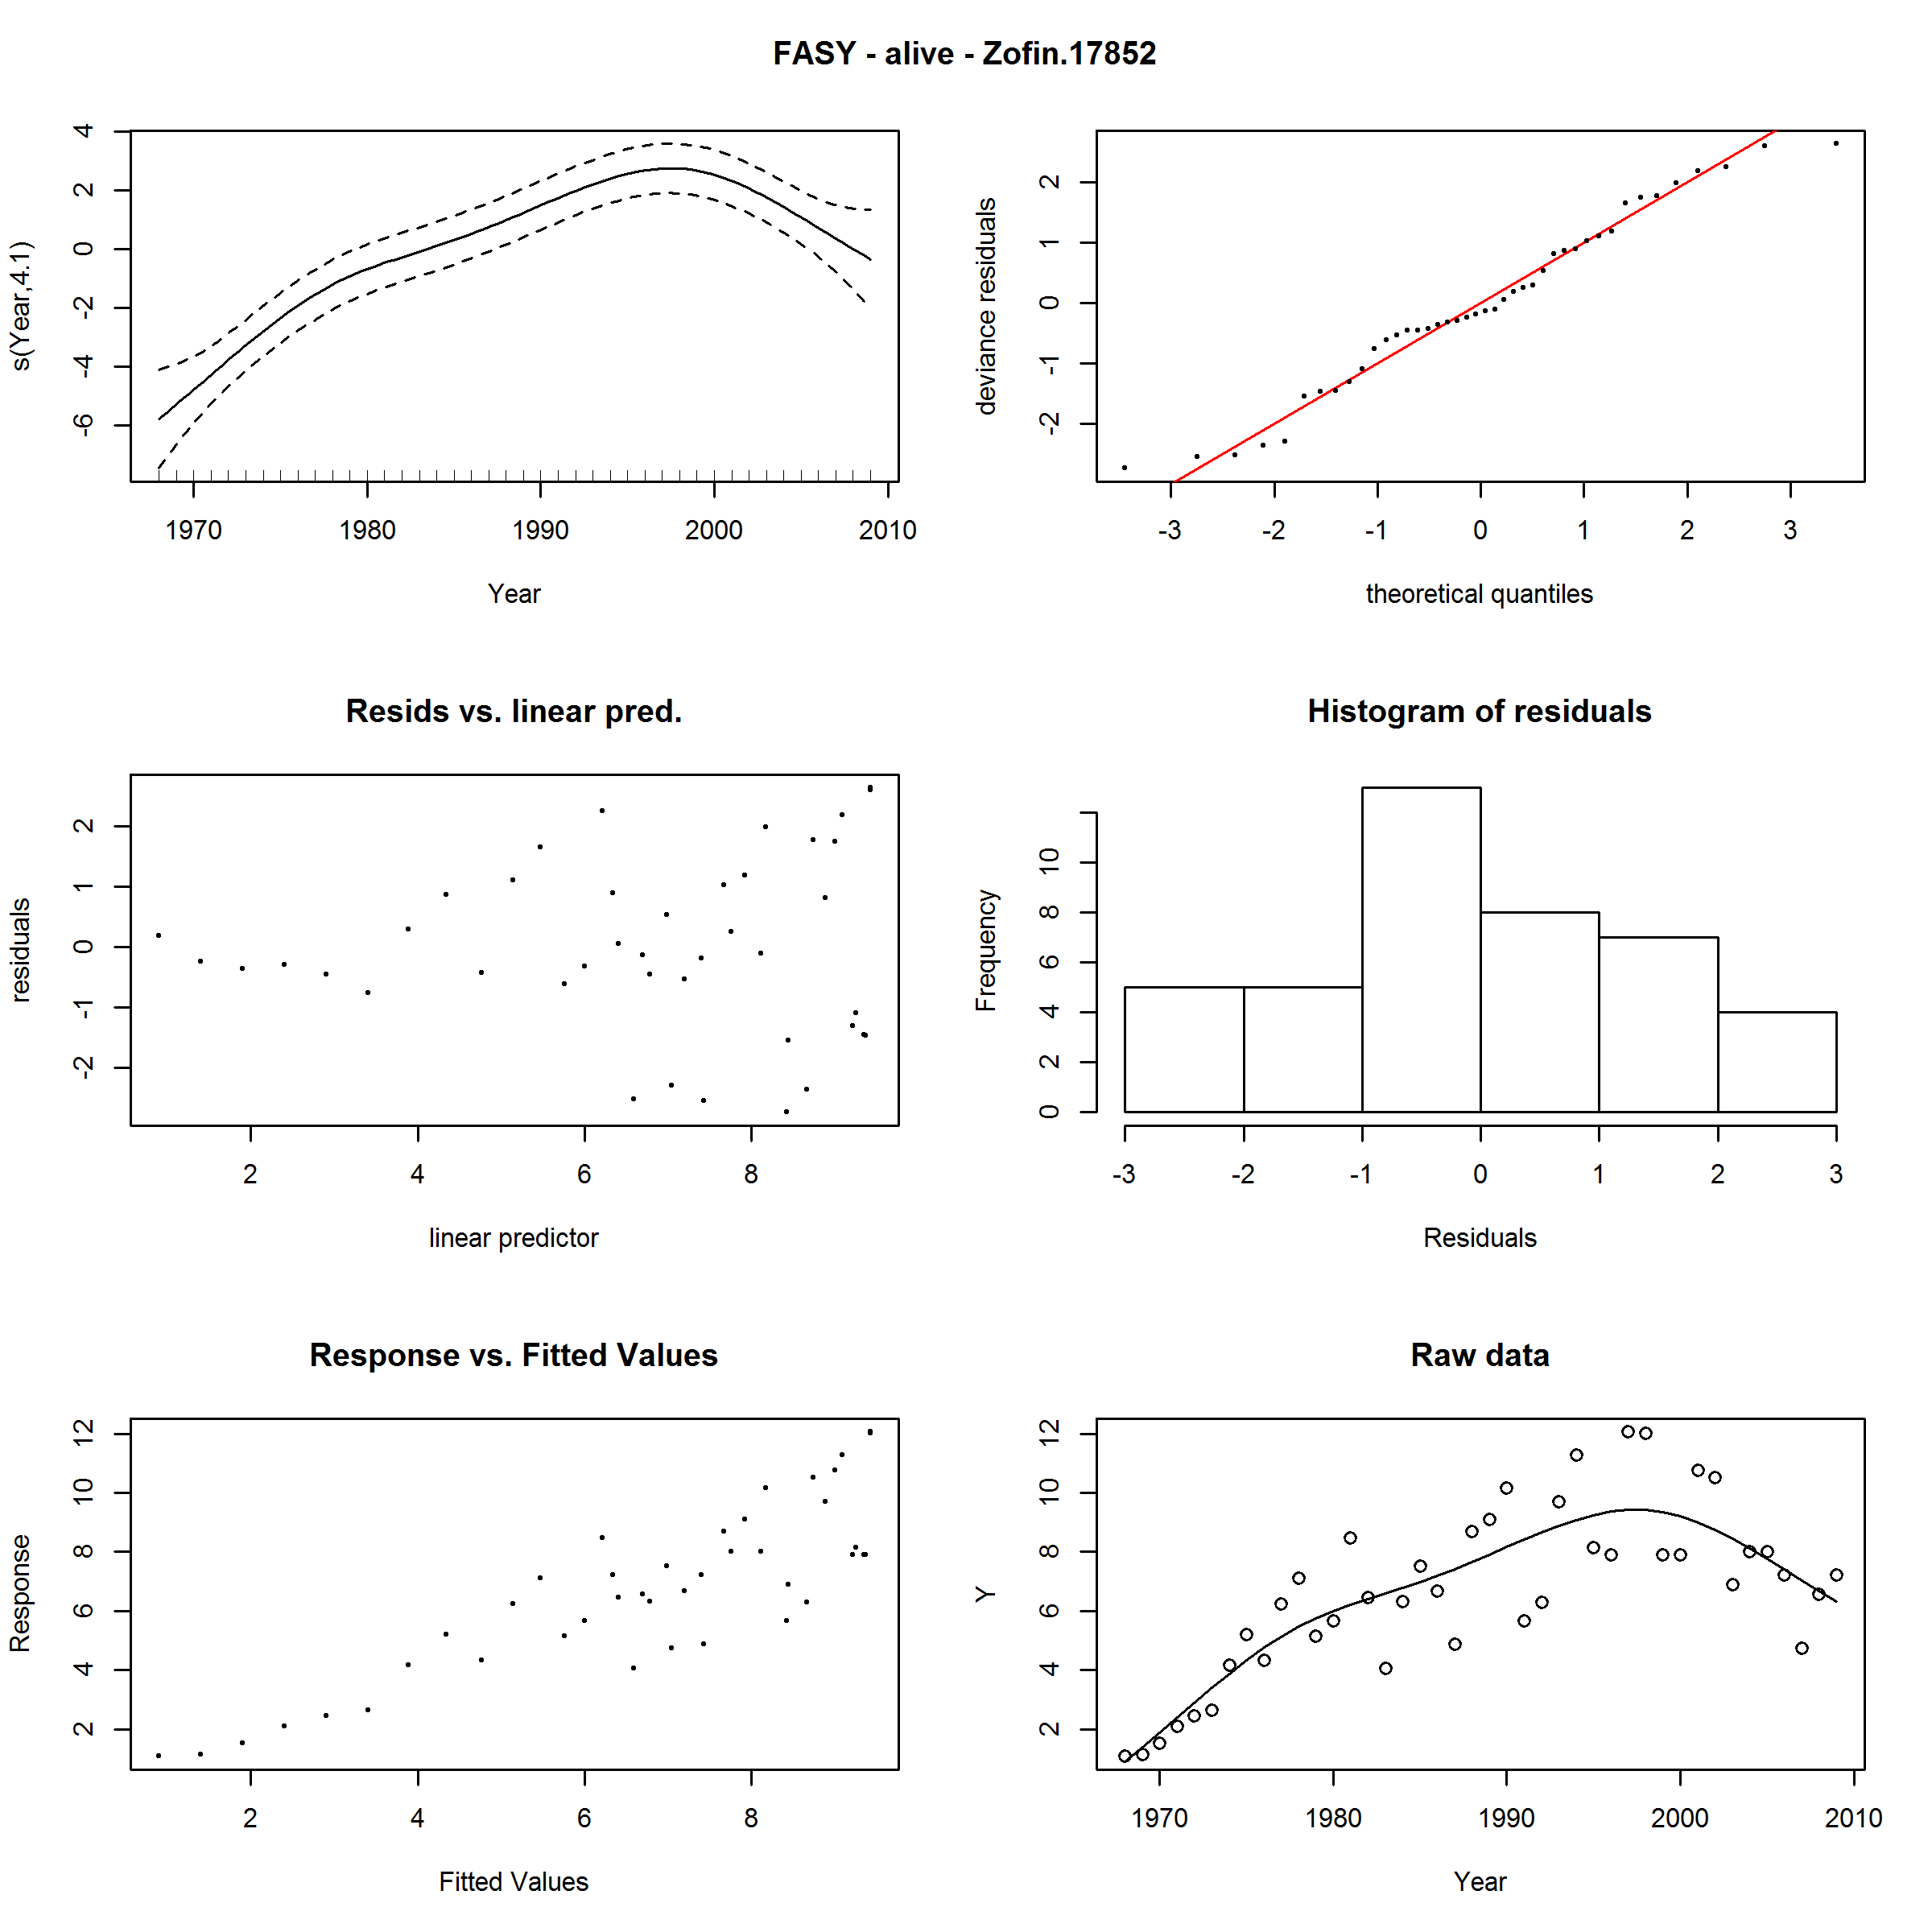 FASY - alive - Zofin.17852
s(Year,4.1)
4
2
0
-2
-4
-6
1970 1980 1990 2000 2010
Year
deviance residuals
2
1
0
-1
-2
-3 -2 -1 0 1 2 3
theoretical quantiles
Resids vs. linear pred.
residuals
2
1
0
-1
-2
2 4 6 8
linear predictor
Histogram of residuals
Frequency
10
8
6
4
2
0
-3 -2 -1 0 1 2 3
Residuals
Response vs. Fitted Values
Response
12
10
8
6
4
2
2 4 6 8
Fitted Values
Raw data
Y
12
10
8
6
4
2
1970 1980 1990 2000 2010
Year